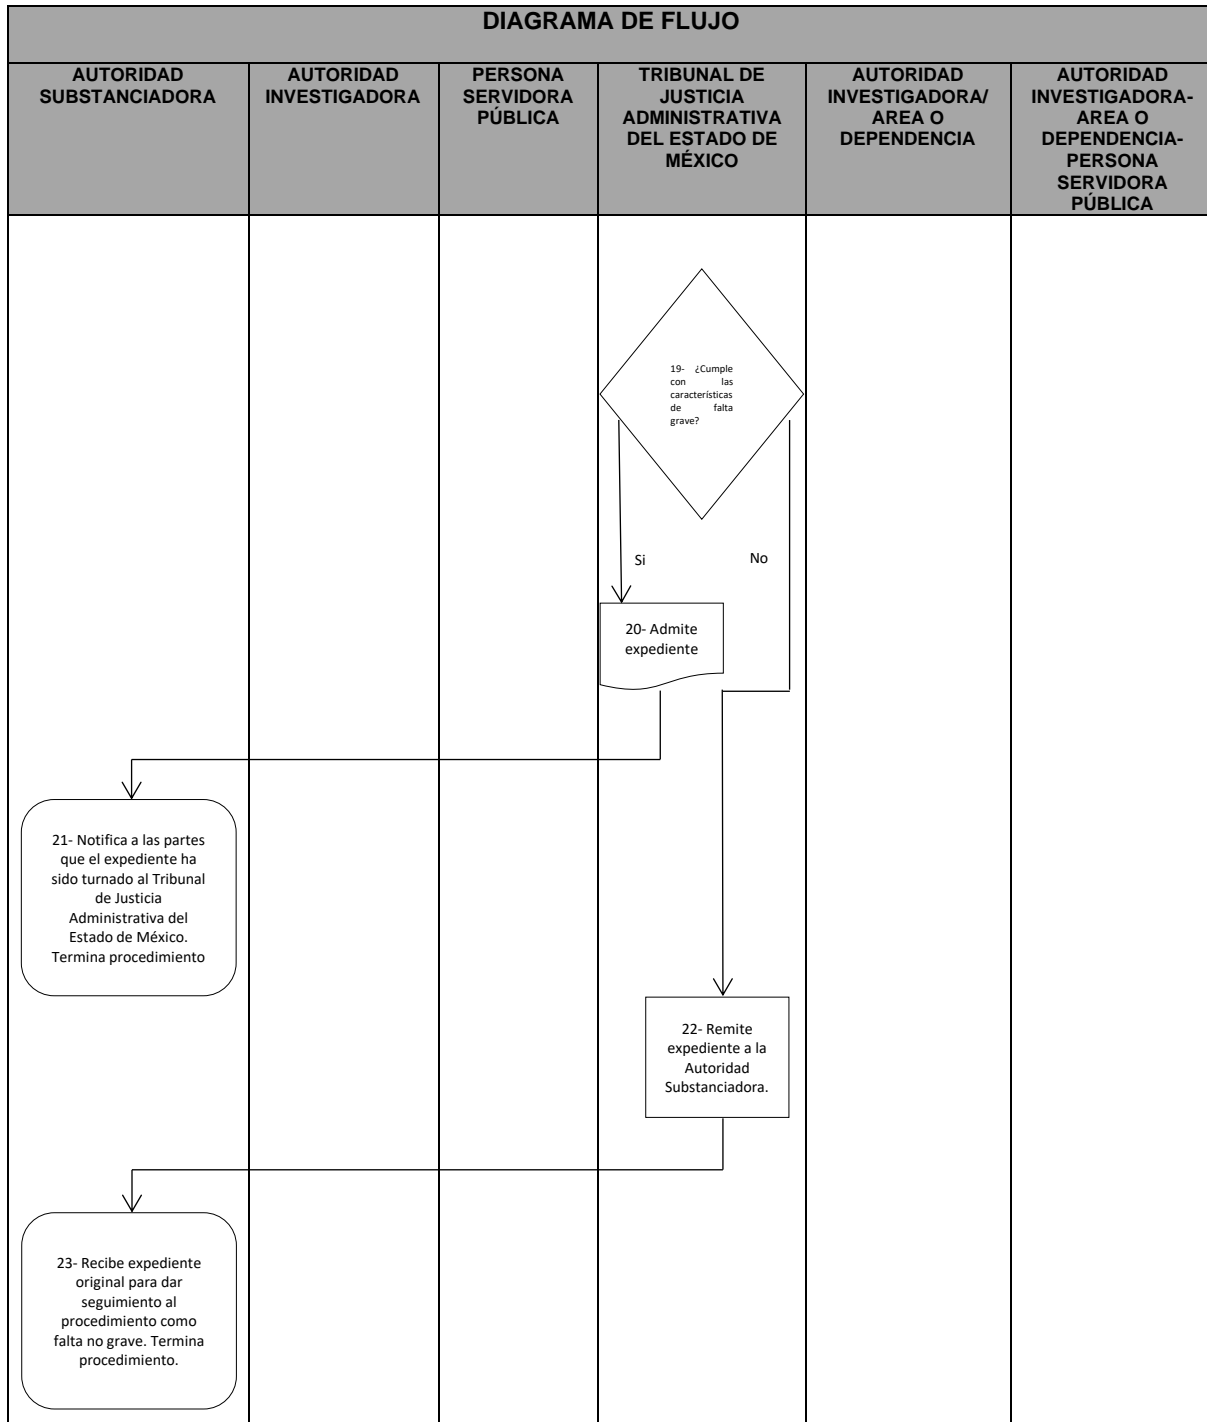 DIAGRAMA DE FLUJO
AUTORIDAD
SUBSTANCIADORA
AUTORIDAD
INVESTIGADORA
PERSONA
SERVIDORA
PÚBLICA
TRIBUNAL DE
JUSTICIA
ADMINISTRATIVA
DEL ESTADO DE
MÉXICO
AUTORIDAD
INVESTIGADORA/
AREA O
DEPENDENCIA
AUTORIDAD
INVESTIGADORA-
AREA O
DEPENDENCIA-
PERSONA
SERVIDORA
PÚBLICA
19- ¿Cumple
con las
características
de falta
grave?
Si
No
20- Admite
expediente
21- Notifica a las partes
que el expediente ha
sido turnado al Tribunal
de Justicia
Administrativa del
Estado de México.
Termina procedimiento
22- Remite
expediente a la
Autoridad
Substanciadora.
23- Recibe expediente
original para dar
seguimiento al
procedimiento como
falta no grave. Termina
procedimiento.